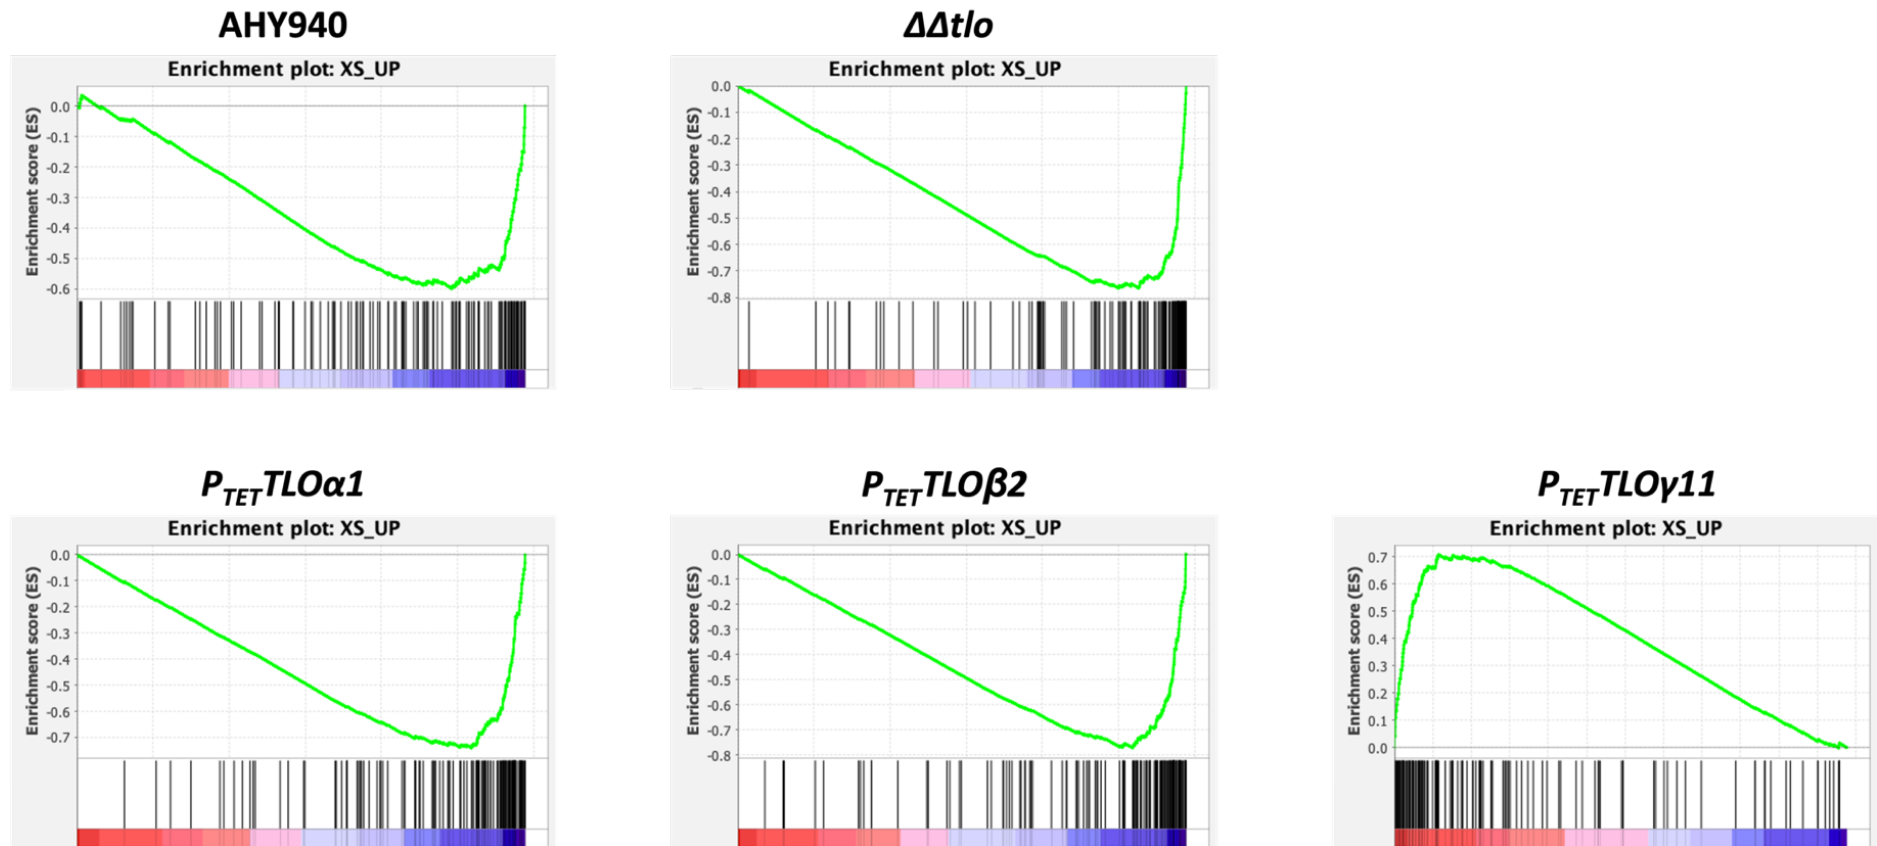 AHY940
ΔΔtlo
Enrichment plot: XS_UP
Enrichment plot: XS_UP
Enrichment score (ES)
0.0
-0.1
-0.2
-0.3
-0.4
-0.5
-0.6
Enrichment score (ES)
0.0
-0.1
-0.2
-0.3
-0.4
-0.5
-0.6
-0.7
-0.8
PTETTLOα1
PTETTLOβ2
PTETTLOγ11
Enrichment plot: XS_UP
Enrichment plot: XS_UP
Enrichment plot: XS_UP
Enrichment score (ES)
0.0
-0.1
-0.2
-0.3
-0.4
-0.5
-0.6
-0.7
Enrichment score (ES)
0.0
-0.1
-0.2
-0.3
-0.4
-0.5
-0.6
-0.7
-0.8
Enrichment score (ES)
0.7
0.6
0.5
0.4
0.3
0.2
0.1
0.0